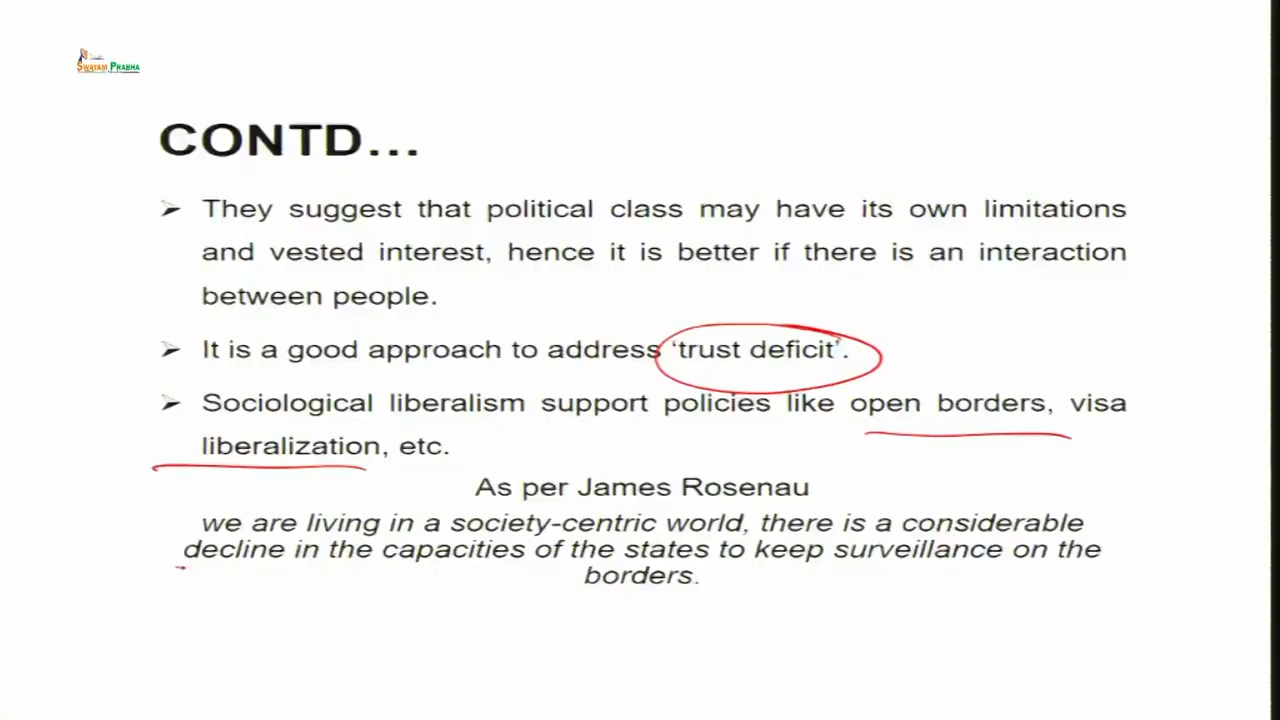 SWAYAM PRABHA
CONTD...
➢ They suggest that political class may have its own limitations
and vested interest, hence it is better if there is an interaction
between people.
➢ It is a good approach to address ‘trust deficit’.
➢ Sociological liberalism support policies like open borders, visa
liberalization, etc.
As per James Rosenau
we are living in a society-centric world, there is a considerable
decline in the capacities of the states to keep surveillance on the
borders.